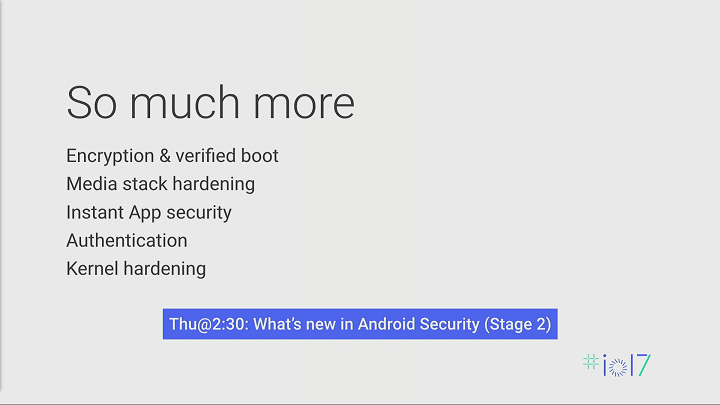 So much more
Encryption & verified boot
Media stack hardening
Instant App security
Authentication
Kernel hardening
Thu@2:30: What’s new in Android Security (Stage 2)
#io17